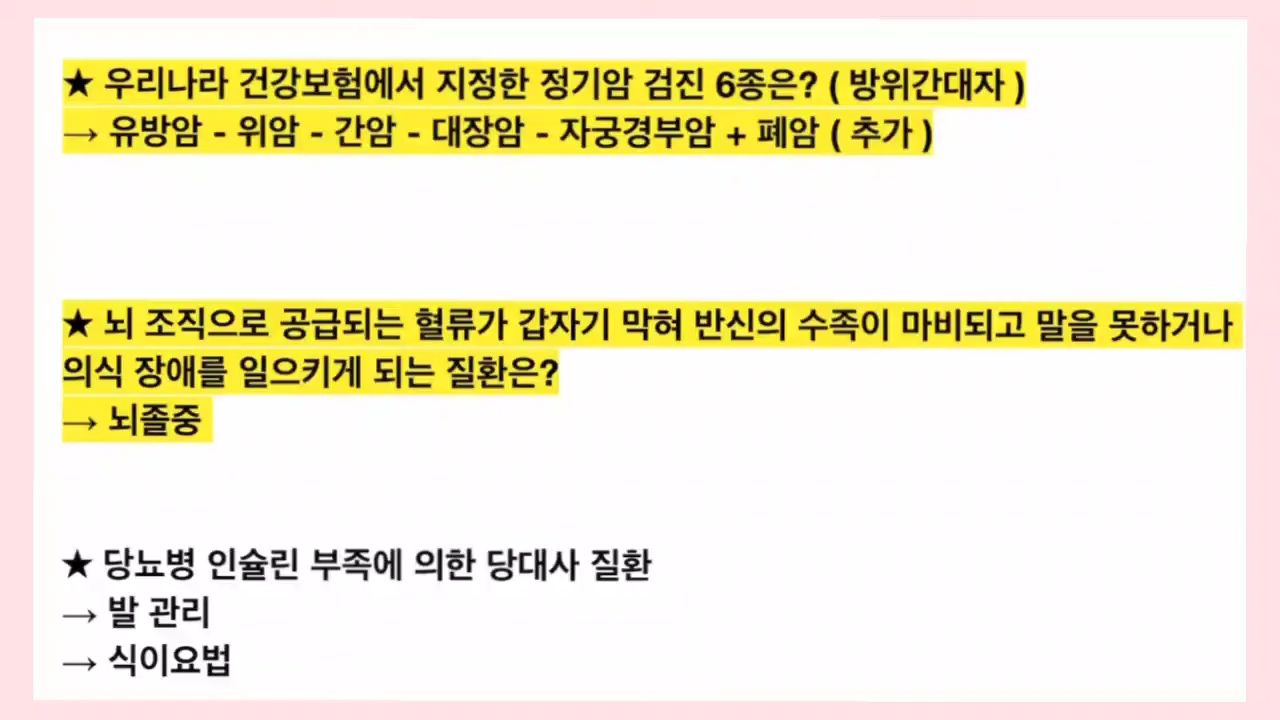 ★ 우리나라 건강보험에서 지정한 정기암 검진 6종은? ( 방위간대자 )
→ 유방암 - 위암 - 간암 - 대장암 - 자궁경부암 + 폐암 ( 추가 )
★ 뇌 조직으로 공급되는 혈류가 갑자기 막혀 반신의 수족이 마비되고 말을 못하거나
의식 장애를 일으키게 되는 질환은?
→ 뇌졸중
★ 당뇨병 인슐린 부족에 의한 당대사 질환
→ 발 관리
→ 식이요법